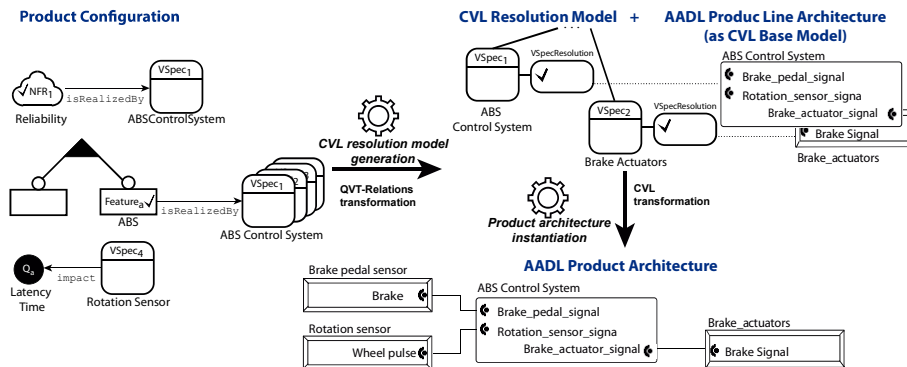 Product Configuration
CVL Resolution Model + AADL Produc Line Architecture
(as CVL Base Model)
NFR1
Reliability
isRealizedBy
VSpec1
ABSControlSystem
Featurea
ABS
isRealizedBy
VSpec1
2
3
ABS Control System
Qa
Latency
Time
impact
VSpec4
Rotation Sensor
CVL resolution model
generation
QVT-Relations
transformation
...
VSpec1
VSpecResolution
ABS
Control System
VSpec2
VSpecResolution
Brake Actuators
ABS Control System
Brake_pedal_signal
Rotation_sensor_signa
Brake_actuator_signal
Brake Signal
Brake_actuators
Product architecture
instantiation
CVL
transformation
AADL Product Architecture
Brake pedal sensor
Brake
Rotation sensor
Wheel pulse
ABS Control System
Brake_pedal_signal
Rotation_sensor_signa
Brake_actuator_signal
Brake_actuators
Brake Signal